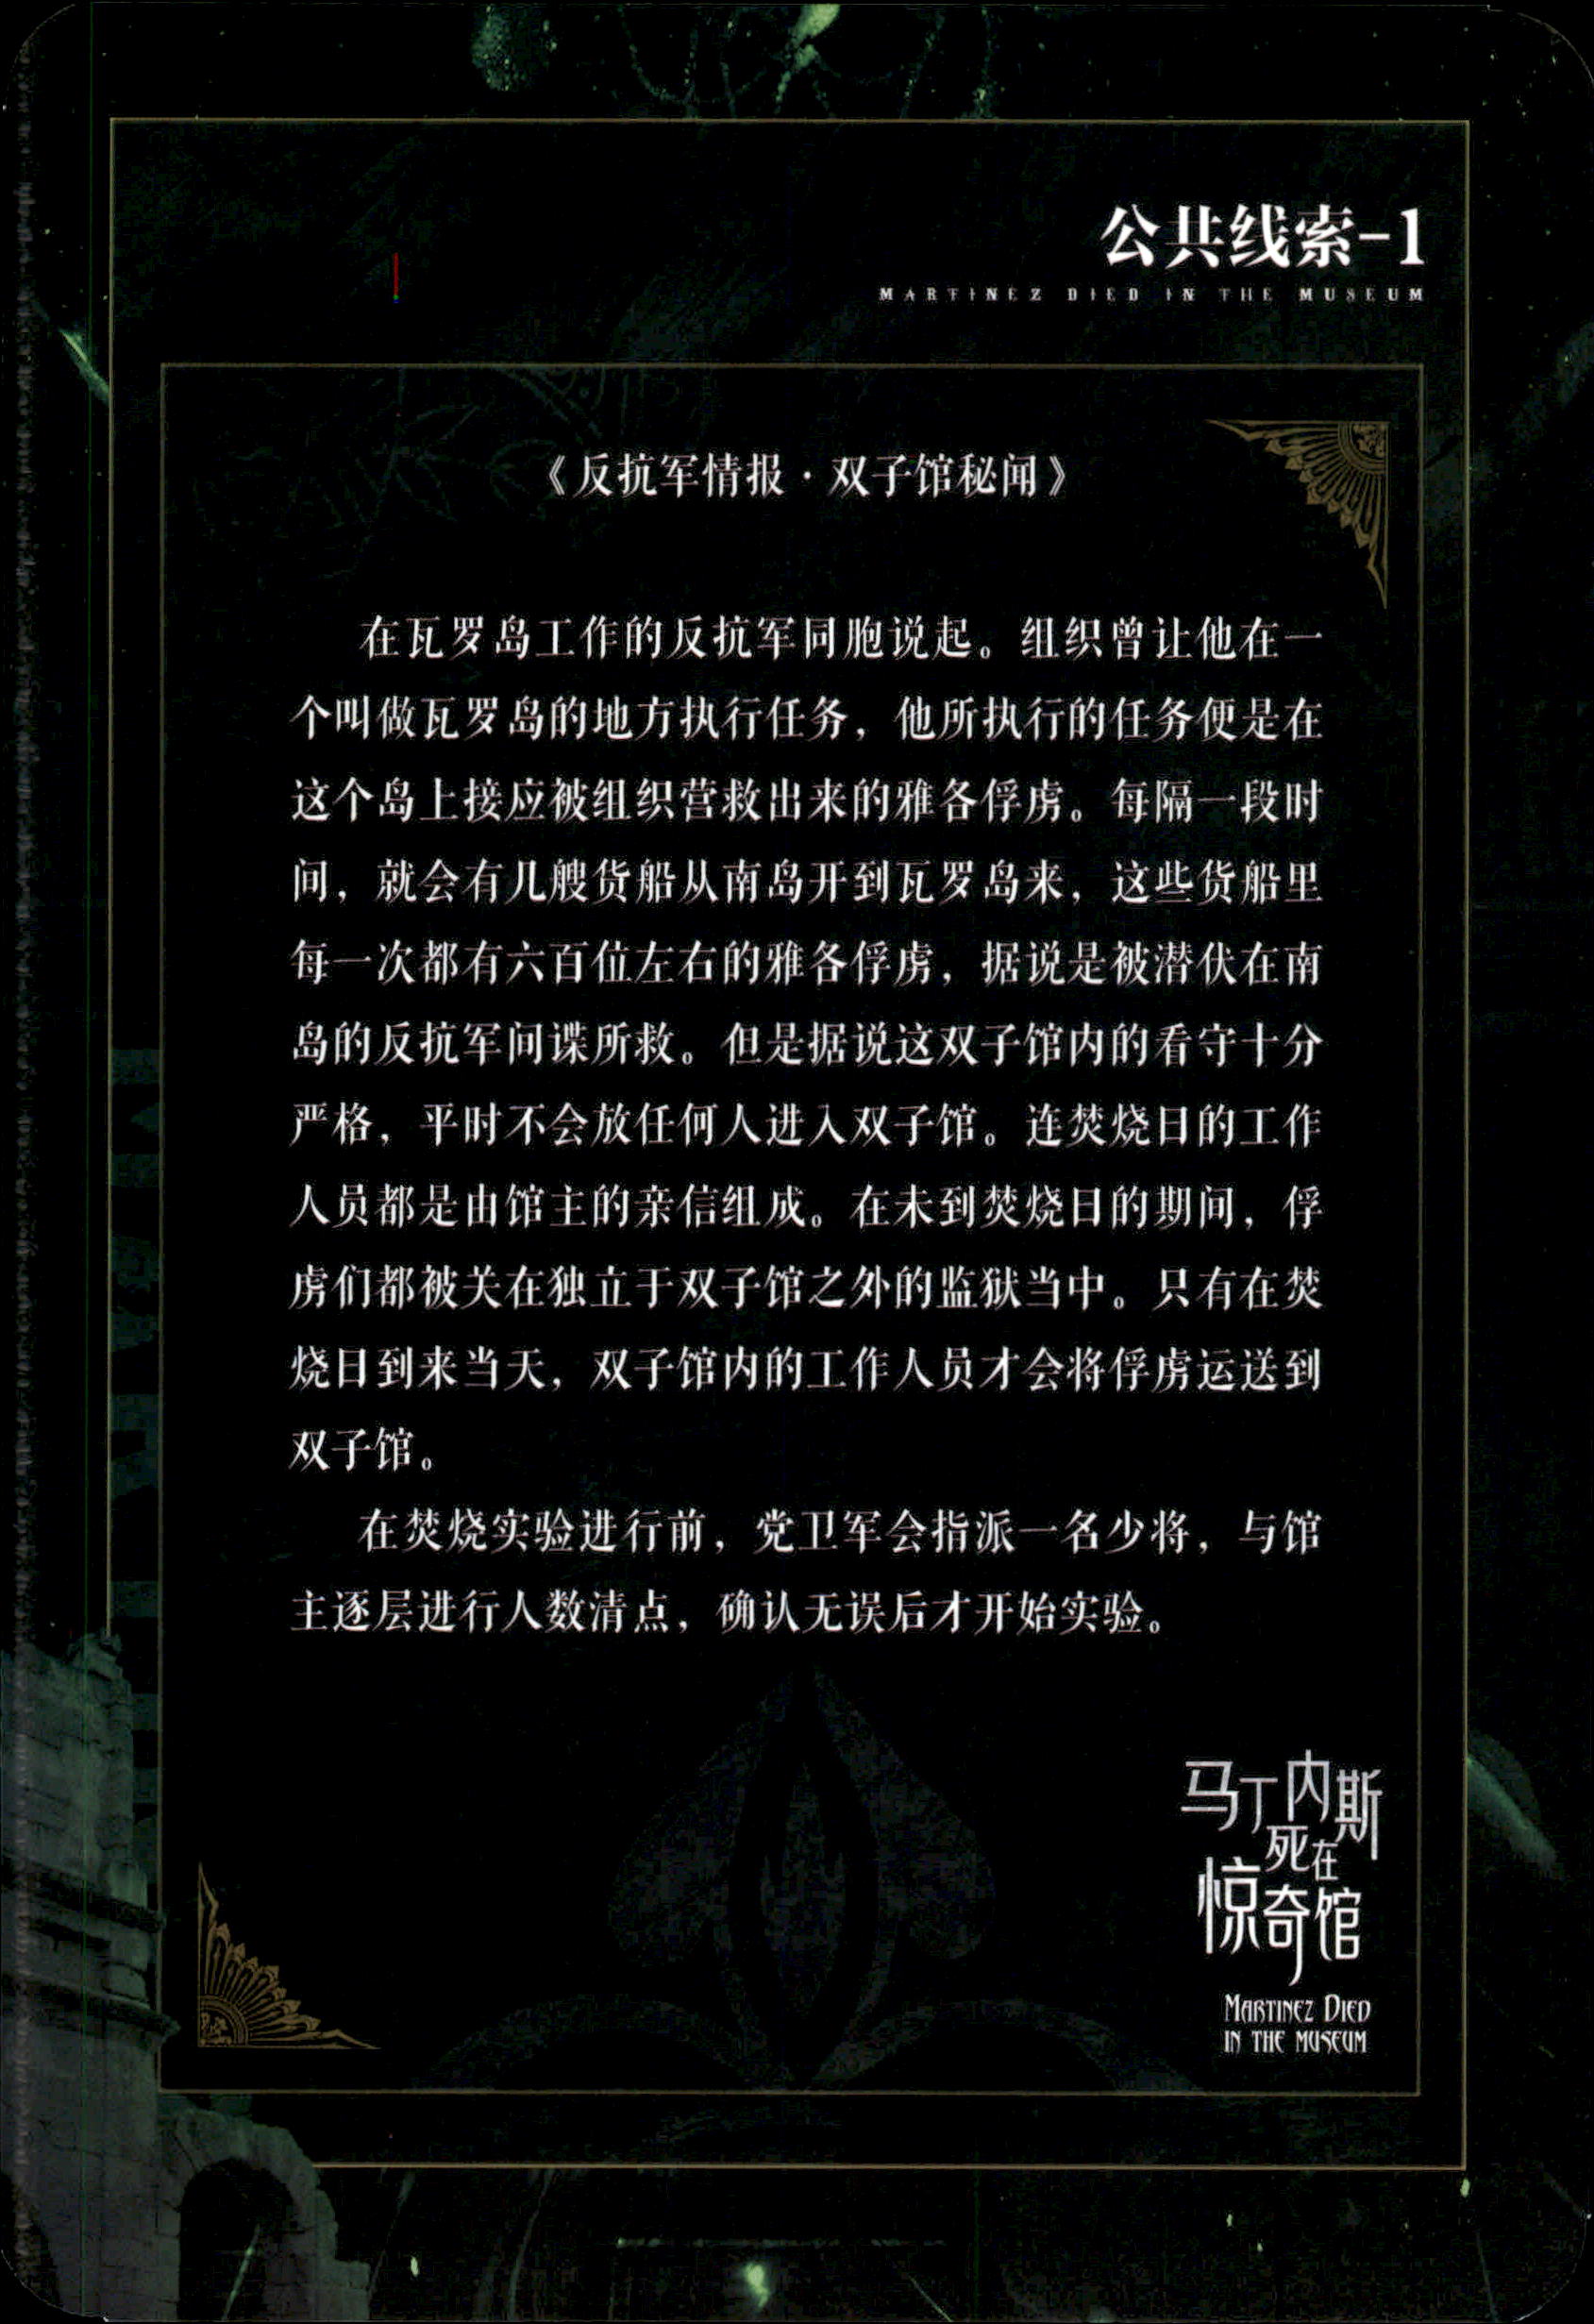 公共线索-1
MARTINEZ DIED IN THE MUSEUM
《反抗军情报·双子馆秘闻》
在瓦罗岛工作的反抗军同胞说起。组织曾让他在一
个叫做瓦罗岛的地方执行任务，他所执行的任务便是在
这个岛上接应被组织营救出来的雅各俘虏。每隔一段时
间，就会有几艘货船从南岛开到瓦罗岛来，这些货船里
每一次都有六百位左右的雅各俘虏，据说是被潜伏在南
岛的反抗军间谍所救。但是据说这双子馆内的看守十分
严格，平时不会放任何人进入双子馆。连焚烧日的工作
人员都是由馆主的亲信组成。在未到焚烧日的期间，俘
虏们都被关在独立于双子馆之外的监狱当中。只有在焚
烧日到来当天，双子馆内的工作人员才会将俘虏运送到
双子馆。
在焚烧实验进行前，党卫军会指派一名少将，与馆
主逐层进行人数清点，确认无误后才开始实验。
马丁内斯
死在
惊奇馆
MARTINEZ DIED
IN THE MUSEUM